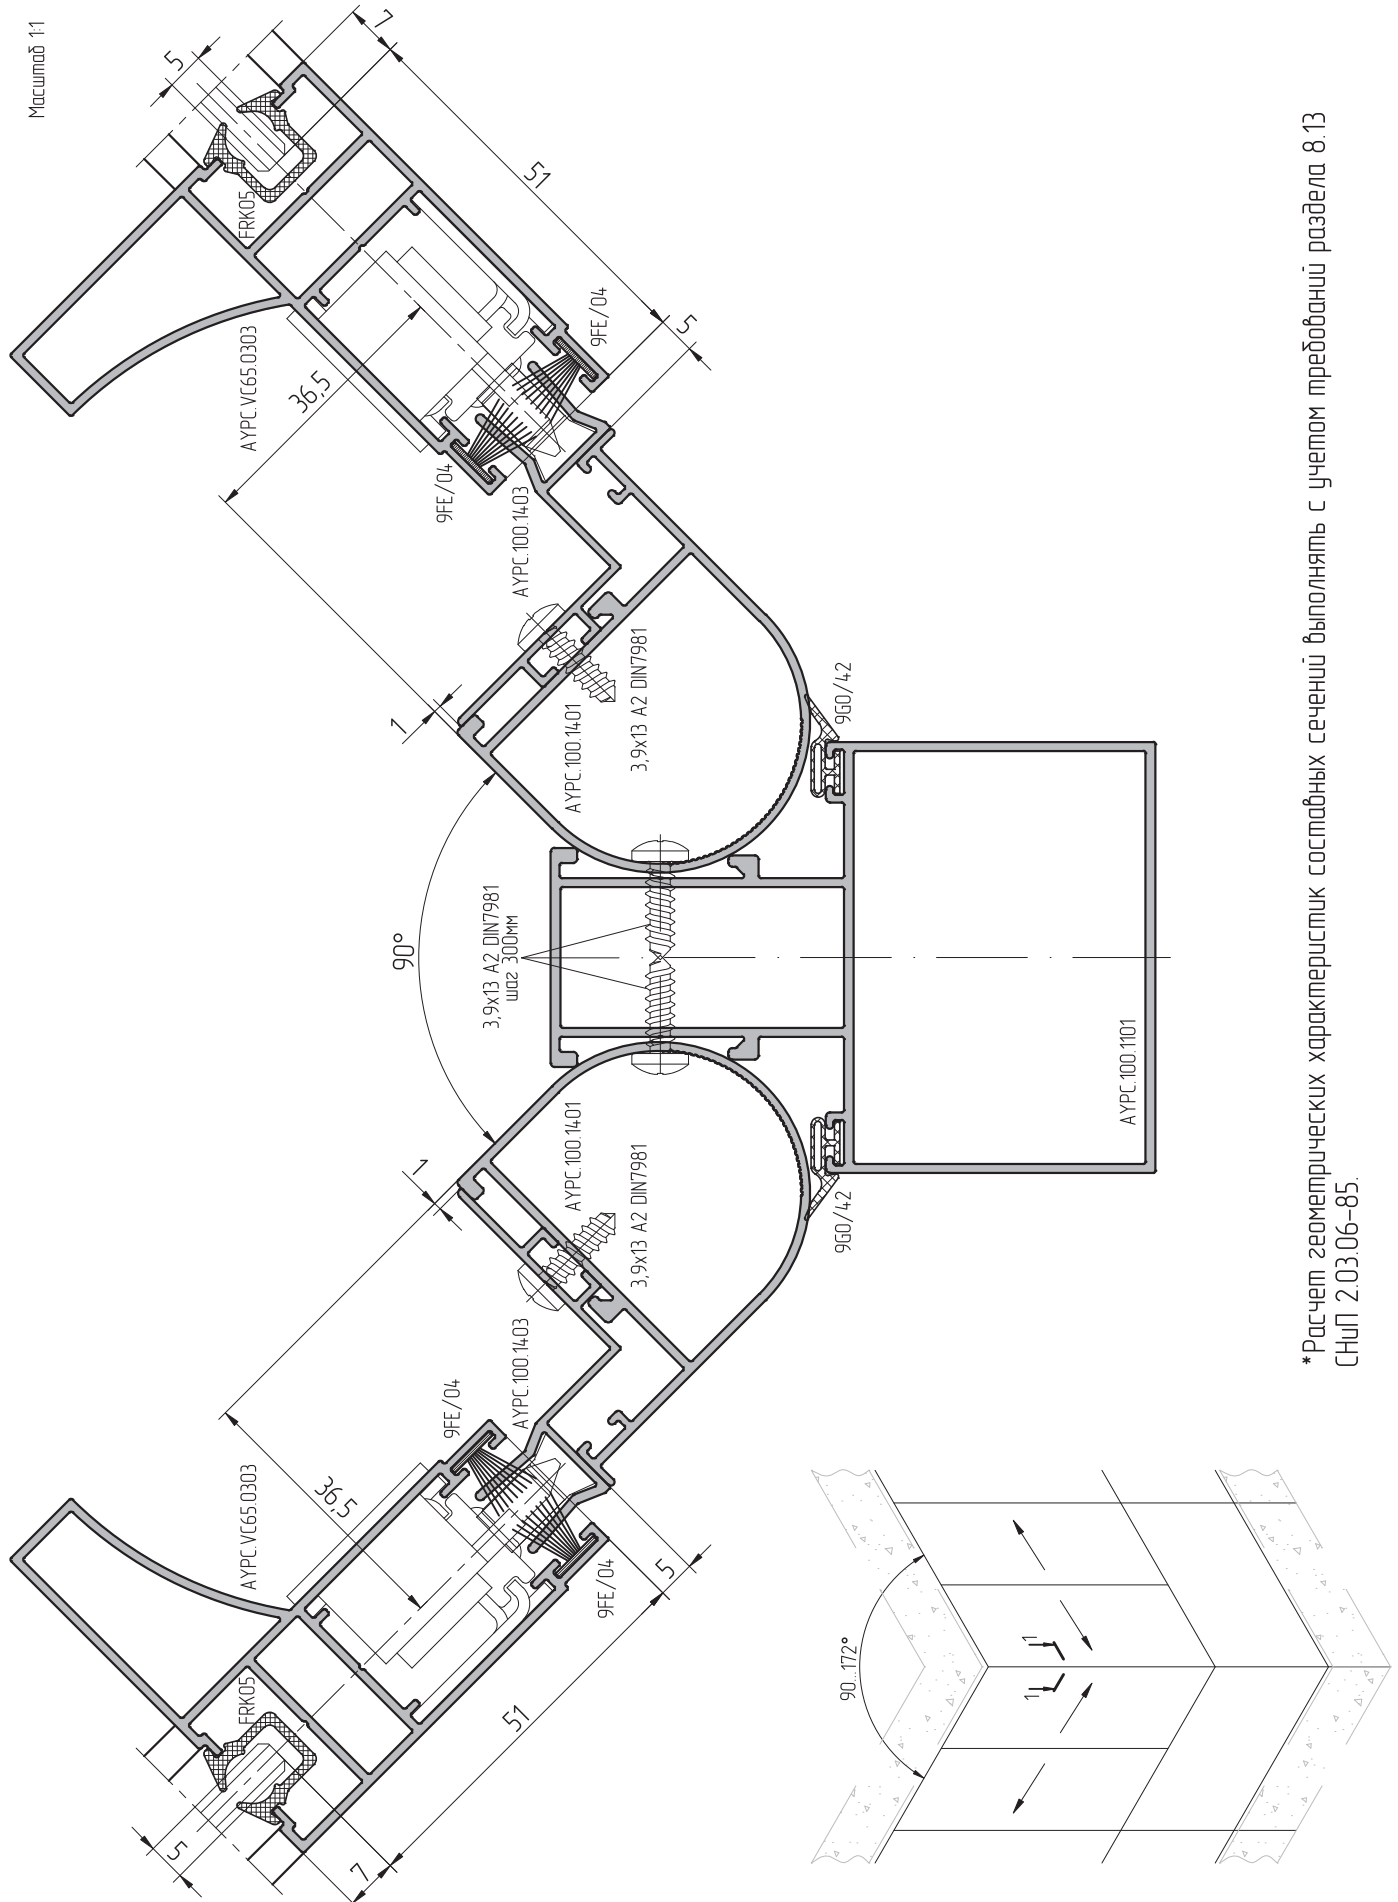 Масштаб 1:1
5
7
FRK05
51
AYPC.VC65.0303
36,5
9FE/04
5
9FE/04
AYPC.100.1403
1
AYPC.100.1401
3,9x13 A2 DIN7981
9GO/42
90°
3,9x13 A2 DIN7981
шаг 300мм
AYPC.100.1101
1
AYPC.100.1401
3,9x13 A2 DIN7981
9GO/42
AYPC.100.1403
9FE/04
36,5
AYPC.VC65.0303
9FE/04
5
51
FRK05
5
7
90...172°
1
1
*Расчет геометрических характеристик составных сечений выполнять с учетом требований раздела 8.13
СНиП 2.03.06-85.